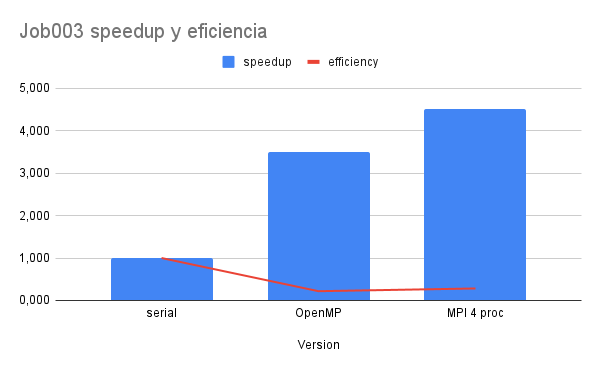 Job003 speedup y eficiencia
speedup efficiency
5,000
4,000
3,000
2,000
1,000
0,000
serial OpenMP MPI 4 proc
Version